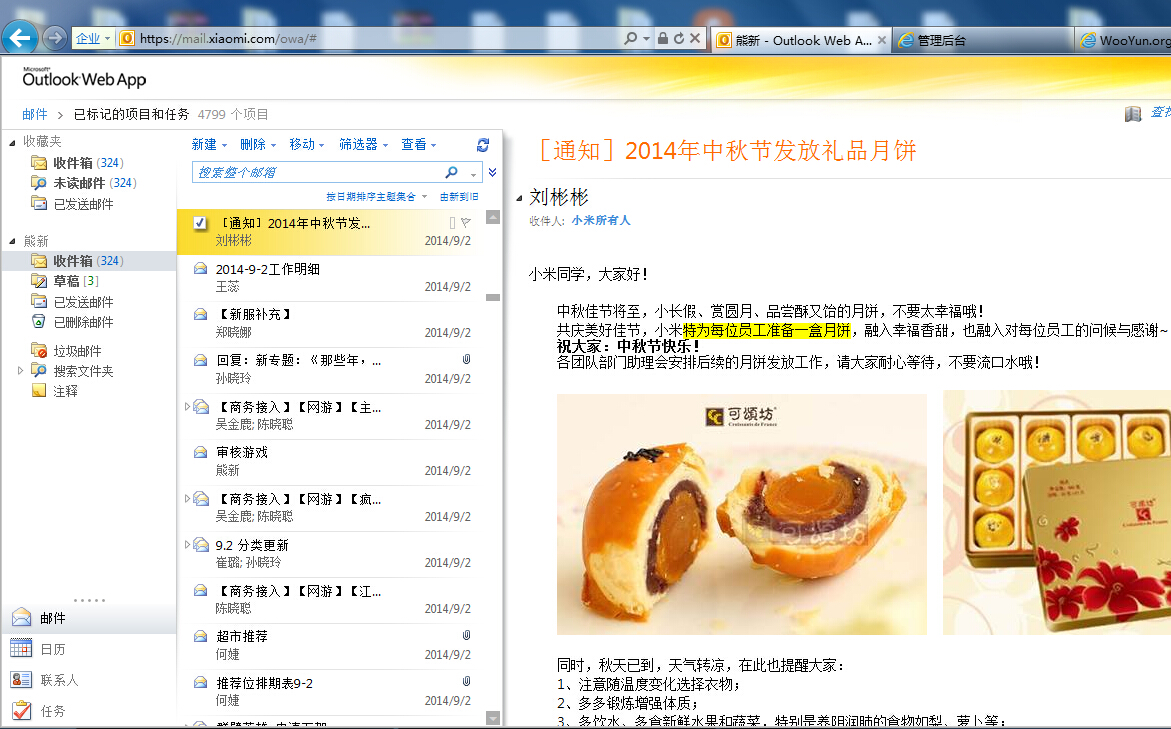 企业
https://mail.xiaomi.com/owa/#
熊新 - Outlook Web A...
管理后台
WooYun.org
Microsoft®
Outlook Web App
邮件 > 已标记的项目和任务 4799 个项目
收藏夹
收件箱 (324)
未读邮件 (324)
已发送邮件
熊新
收件箱 (324)
草稿 [3]
已发送邮件
已删除邮件
垃圾邮件
搜索文件夹
注释
邮件
日历
联系人
任务
新建 删除 移动 筛选器 查看
搜索整个邮箱
按日期排序主题集合 由新到旧
［通知］2014年中秋节发...
刘彬彬 2014/9/2
2014-9-2工作明细
王蕊 2014/9/2
【新服补充】
郑晓娜 2014/9/2
回复：新专题：《那些年，...
孙晓玲 2014/9/2
【商务接入】【网游】【主...
吴金鹿; 陈晓聪 2014/9/2
审核游戏
熊新 2014/9/2
【商务接入】【网游】【疯...
吴金鹿; 陈晓聪 2014/9/2
9.2 分类更新
崔璐; 孙晓玲 2014/9/2
【商务接入】【网游】【江...
陈晓聪 2014/9/2
超市推荐
何婕 2014/9/2
推荐位排期表9-2
何婕 2014/9/2
［通知］2014年中秋节发放礼品月饼
刘彬彬
收件人: 小米所有人
小米同学，大家好！
中秋佳节将至，小长假、赏圆月、品尝酥又饴的月饼，不要太幸福哦！
共庆美好佳节，小米特为每位员工准备一盒月饼，融入幸福香甜，也融入对每位员工的问候与感谢~
祝大家：中秋节快乐！
各团队部门助理会安排后续的月饼发放工作，请大家耐心等待，不要流口水哦！
可颂坊
Croissants de France
可颂坊
可颂坊
同时，秋天已到，天气转凉，在此也提醒大家：
1、注意随温度变化选择衣物；
2、多多锻炼增强体质；
3、多饮水、多食新鲜水果和蔬菜，特别是养阴润肺的食物如梨、萝卜等；